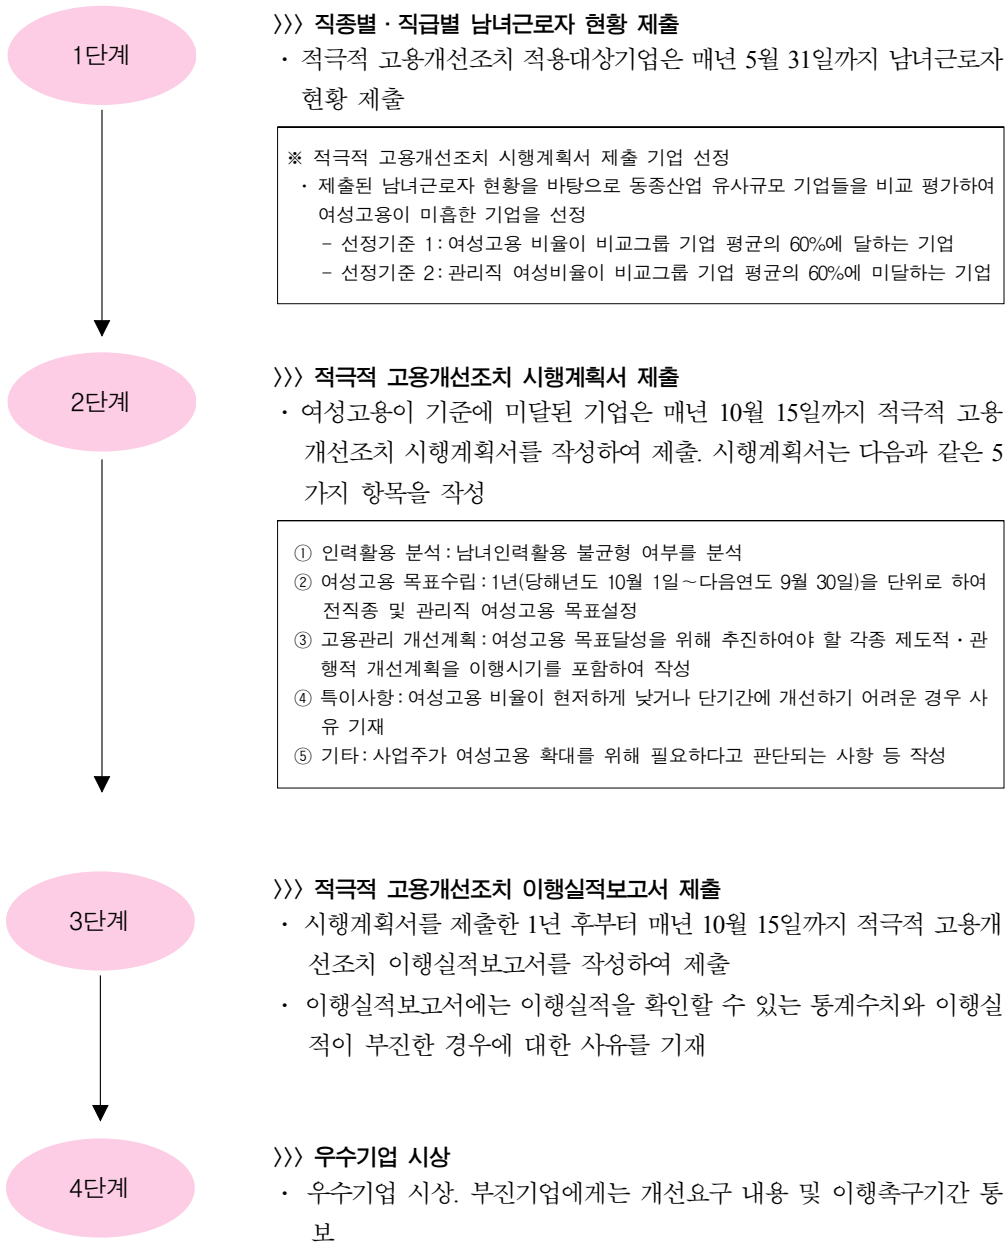 1단계
〉〉〉 직종별 · 직급별 남녀근로자 현황 제출
· 적극적 고용개선조치 적용대상기업은 매년 5월 31일까지 남녀근로자
현황 제출
※ 적극적 고용개선조치 시행계획서 제출 기업 선정
· 제출된 남녀근로자 현황을 바탕으로 동종산업 유사규모 기업들을 비교 평가하여
여성고용이 미흡한 기업을 선정
- 선정기준 1: 여성고용 비율이 비교그룹 기업 평균의 60%에 달하는 기업
- 선정기준 2: 관리직 여성비율이 비교그룹 기업 평균의 60%에 미달하는 기업
2단계
〉〉〉 적극적 고용개선조치 시행계획서 제출
· 여성고용이 기준에 미달된 기업은 매년 10월 15일까지 적극적 고용
개선조치 시행계획서를 작성하여 제출. 시행계획서는 다음과 같은 5
가지 항목을 작성
① 인력활용 분석: 남녀인력활용 불균형 여부를 분석
② 여성고용 목표수립: 1년(당해년도 10월 1일~다음연도 9월 30일)을 단위로 하여
전직종 및 관리직 여성고용 목표설정
③ 고용관리 개선계획: 여성고용 목표달성을 위해 추진하여야 할 각종 제도적·관
행적 개선계획을 이행시기를 포함하여 작성
④ 특이사항: 여성고용 비율이 현저하게 낮거나 단기간에 개선하기 어려운 경우 사
유 기재
⑤ 기타: 사업주가 여성고용 확대를 위해 필요하다고 판단되는 사항 등 작성
3단계
〉〉〉 적극적 고용개선조치 이행실적보고서 제출
· 시행계획서를 제출한 1년 후부터 매년 10월 15일까지 적극적 고용개
선조치 이행실적보고서를 작성하여 제출
· 이행실적보고서에는 이행실적을 확인할 수 있는 통계수치와 이행실
적이 부진한 경우에 대한 사유를 기재
4단계
〉〉〉 우수기업 시상
· 우수기업 시상. 부진기업에게는 개선요구 내용 및 이행촉구기간 통
보